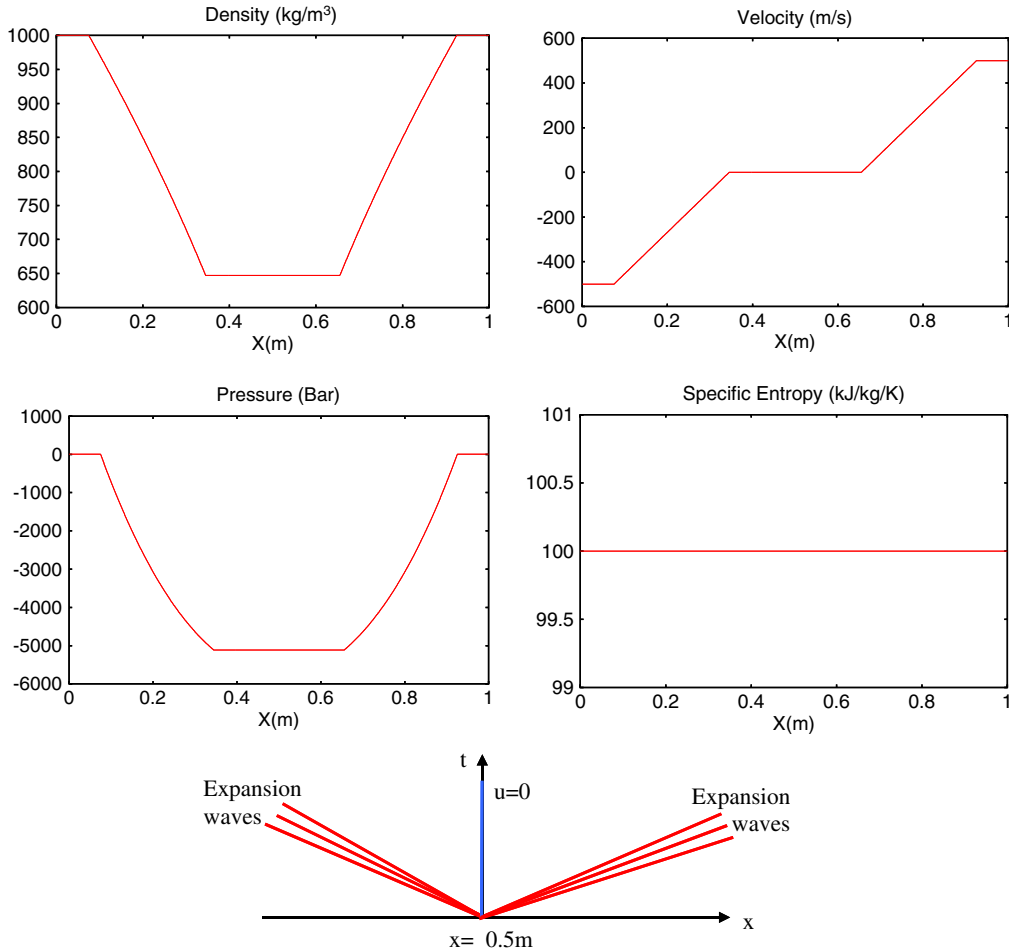 Density (kg/m³)
1000
950
900
850
800
750
700
650
600
0 0.2 0.4 0.6 0.8 1
X(m)
Velocity (m/s)
600
400
200
0
-200
-400
-600
0 0.2 0.4 0.6 0.8 1
X(m)
Pressure (Bar)
1000
0
-1000
-2000
-3000
-4000
-5000
-6000
0 0.2 0.4 0.6 0.8 1
X(m)
Specific Entropy (kJ/kg/K)
101
100.5
100
99.5
99
0 0.2 0.4 0.6 0.8 1
X(m)
t
Expansion
waves
u=0
Expansion
waves
x
x= 0.5m